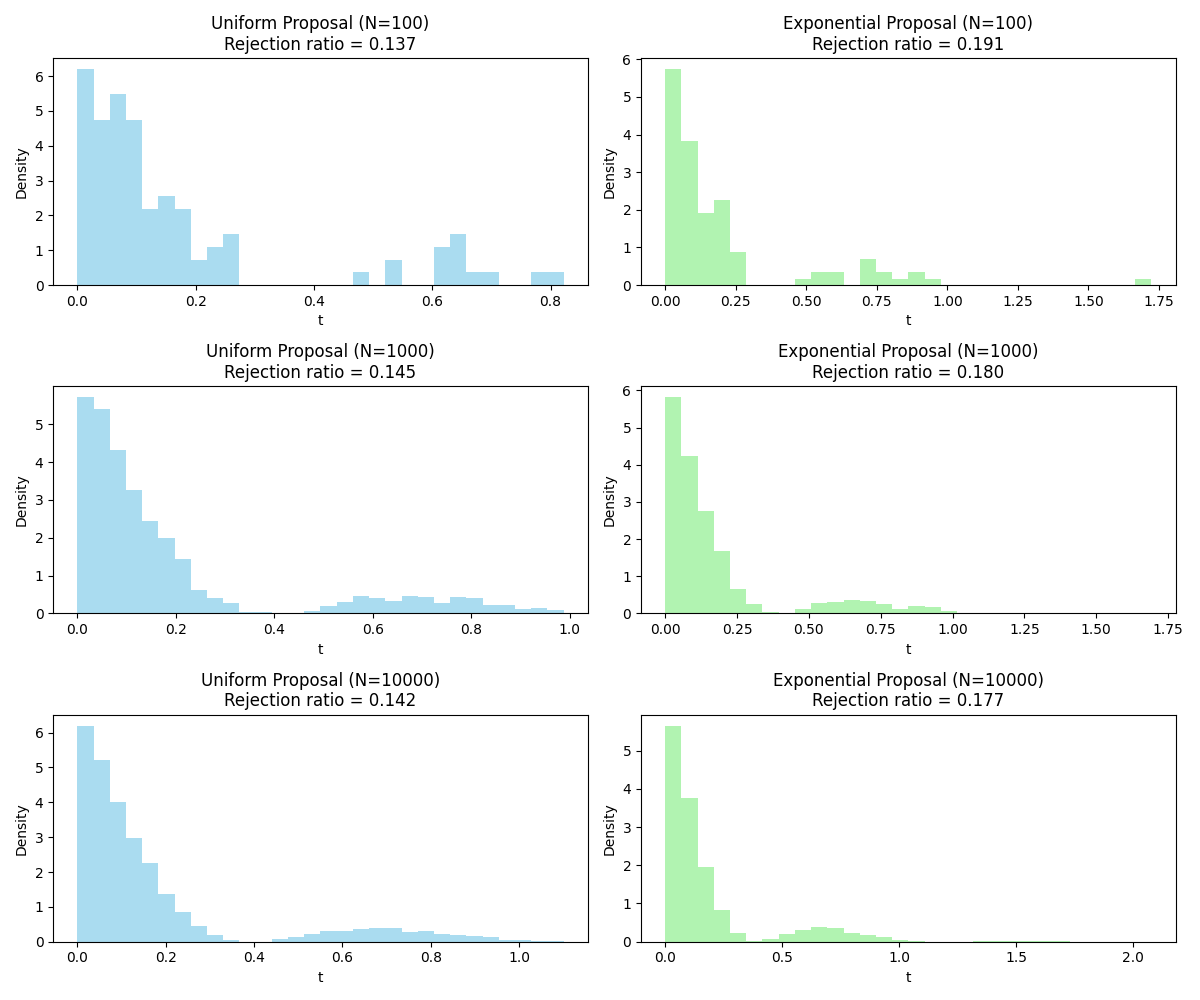 Uniform Proposal (N=100)
Rejection ratio = 0.137
Density
6
5
4
3
2
1
0
0.0 0.2 0.4 0.6 0.8
t
Exponential Proposal (N=100)
Rejection ratio = 0.191
Density
6
5
4
3
2
1
0
0.00 0.25 0.50 0.75 1.00 1.25 1.50 1.75
t
Uniform Proposal (N=1000)
Rejection ratio = 0.145
Density
5
4
3
2
1
0
0.0 0.2 0.4 0.6 0.8 1.0
t
Exponential Proposal (N=1000)
Rejection ratio = 0.180
Density
6
5
4
3
2
1
0
0.00 0.25 0.50 0.75 1.00 1.25 1.50 1.75
t
Uniform Proposal (N=10000)
Rejection ratio = 0.142
Density
6
5
4
3
2
1
0
0.0 0.2 0.4 0.6 0.8 1.0
t
Exponential Proposal (N=10000)
Rejection ratio = 0.177
Density
5
4
3
2
1
0
0.0 0.5 1.0 1.5 2.0
t